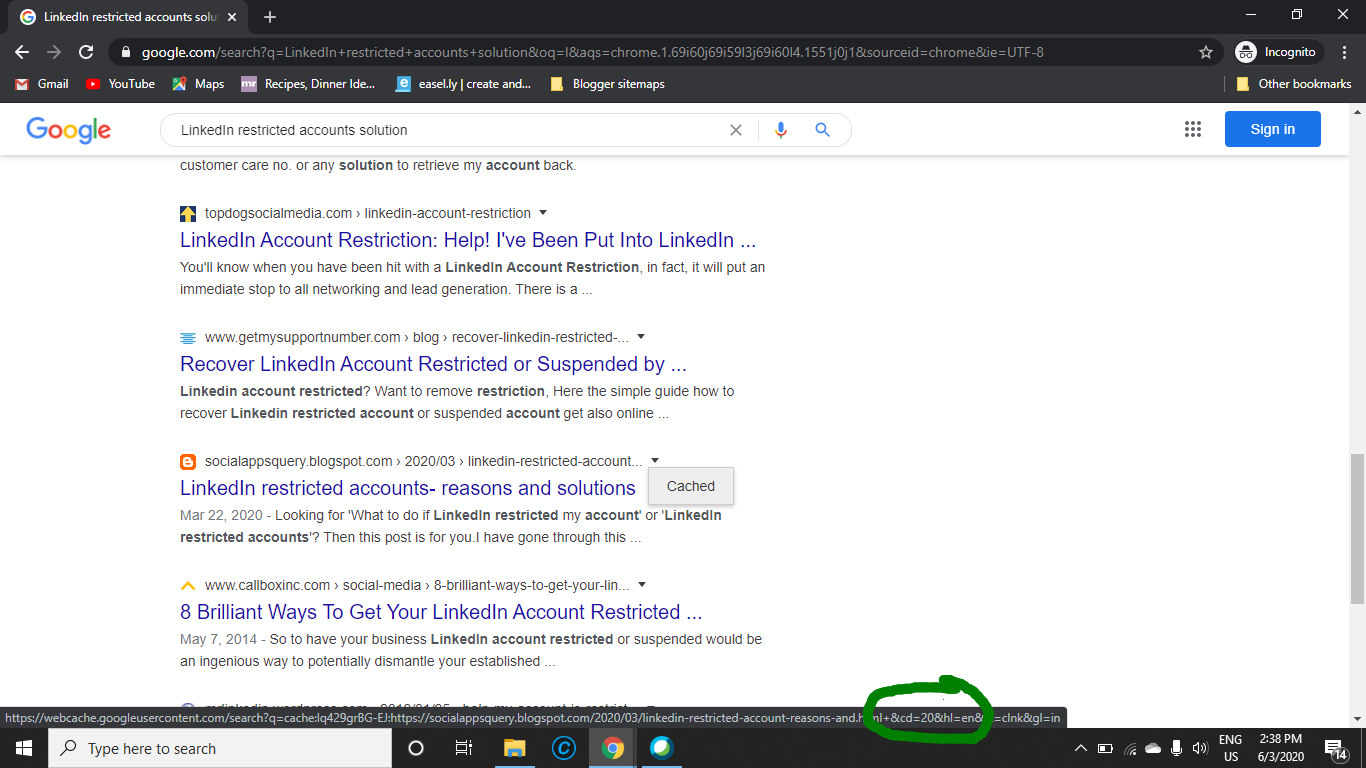 LinkedIn restricted accounts solu
google.com/search?q=LinkedIn+restricted+accounts+solution&oq=l&aqs=chrome.1.69i60j69i59l3j69i60l4.1551j0j1&sourceid=chrome&ie=UTF-8
Incognito
Gmail YouTube Maps mr Recipes, Dinner Ide... e easel.ly | create and... Blogger sitemaps Other bookmarks
Google LinkedIn restricted accounts solution Sign in
customer care no. or any solution to retrieve my account back.
topdogsocialmedia.com › linkedin-account-restriction
LinkedIn Account Restriction: Help! I've Been Put Into LinkedIn ...
You'll know when you have been hit with a LinkedIn Account Restriction, in fact, it will put an
immediate stop to all networking and lead generation. There is a ...
www.getmysupportnumber.com › blog › recover-linkedin-restricted-...
Recover LinkedIn Account Restricted or Suspended by ...
Linkedin account restricted? Want to remove restriction, Here the simple guide how to
recover Linkedin restricted account or suspended account get also online ...
socialappsquery.blogspot.com › 2020/03 › linkedin-restricted-account...
LinkedIn restricted accounts- reasons and solutions
Cached
Mar 22, 2020 - Looking for 'What to do if LinkedIn restricted my account' or 'LinkedIn
restricted accounts'? Then this post is for you.I have gone through this ...
www.callboxinc.com › social-media › 8-brilliant-ways-to-get-your-lin...
8 Brilliant Ways To Get Your LinkedIn Account Restricted ...
May 7, 2014 - So to have your business LinkedIn account restricted or suspended would be
an ingenious way to potentially dismantle your established ...
https://webcache.googleusercontent.com/search?q=cache:lq429grBG-EJ:https://socialappsquery.blogspot.com/2020/03/linkedin-restricted-account-reasons-and.html+&cd=20&hl=en& =clnk&gl=in
Type here to search
ENG
US
2:38 PM
6/3/2020
14